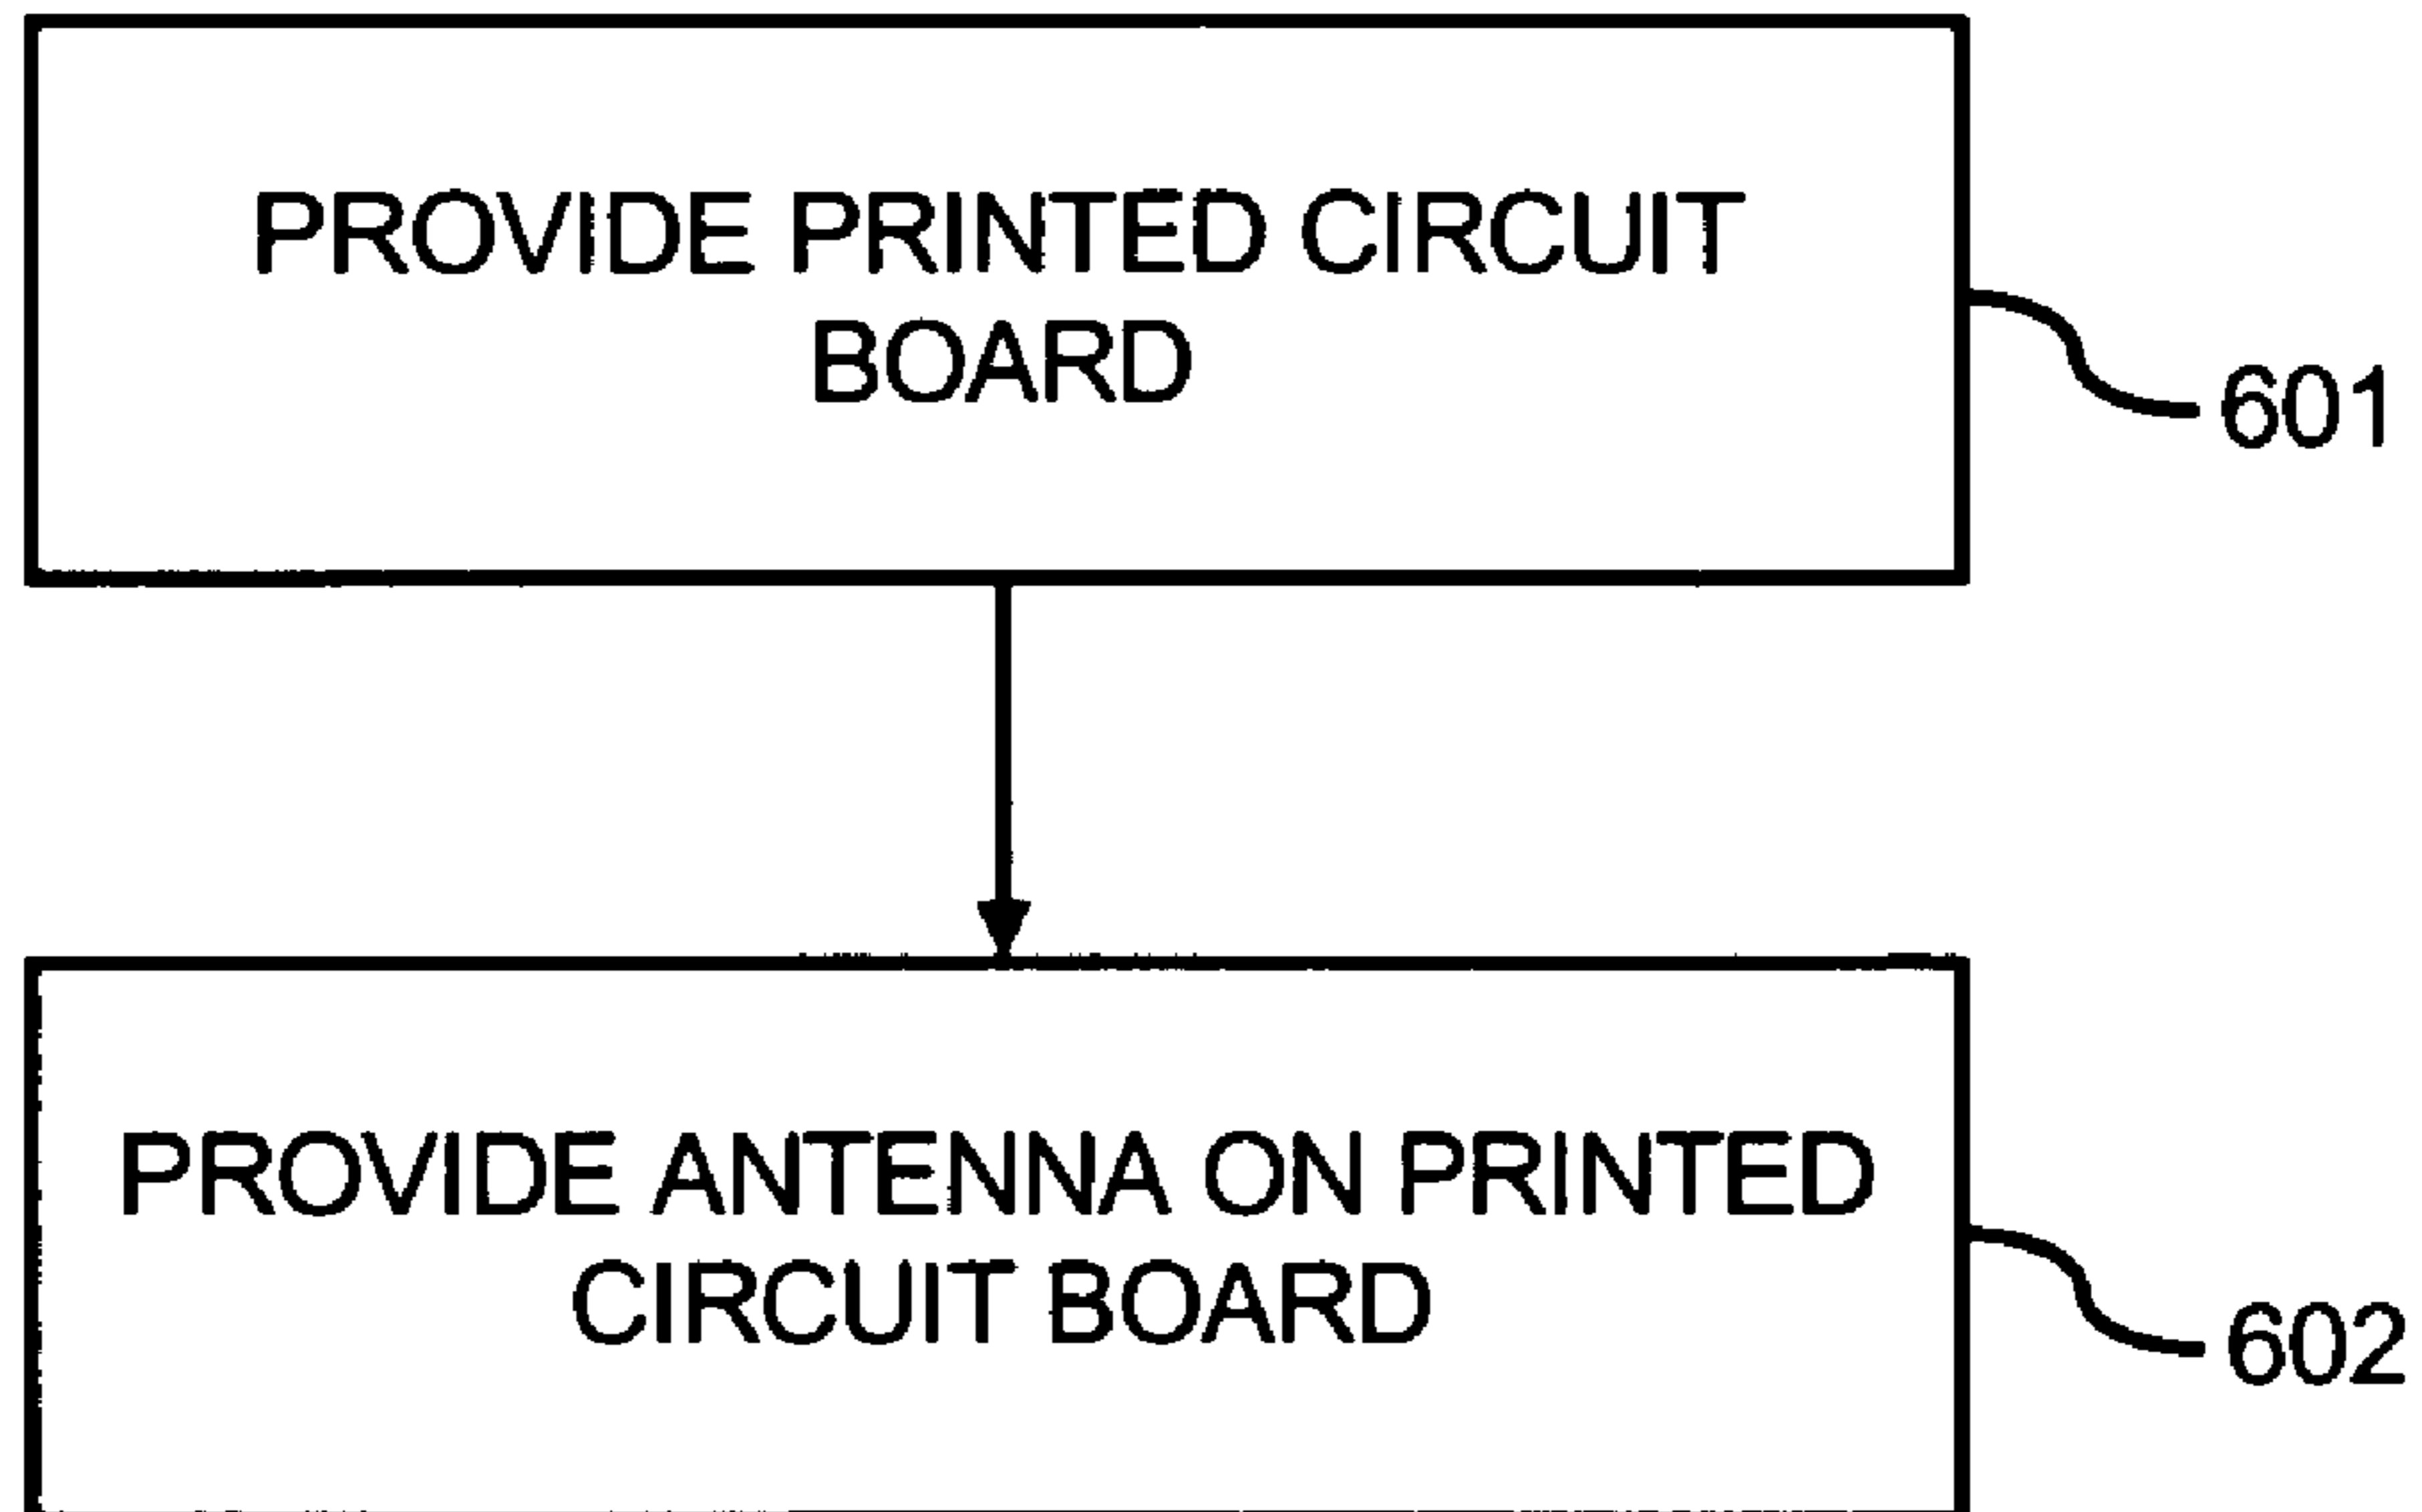 PROVIDE PRINTED CIRCUIT
BOARD
601
PROVIDE ANTENNA ON PRINTED
CIRCUIT BOARD
602